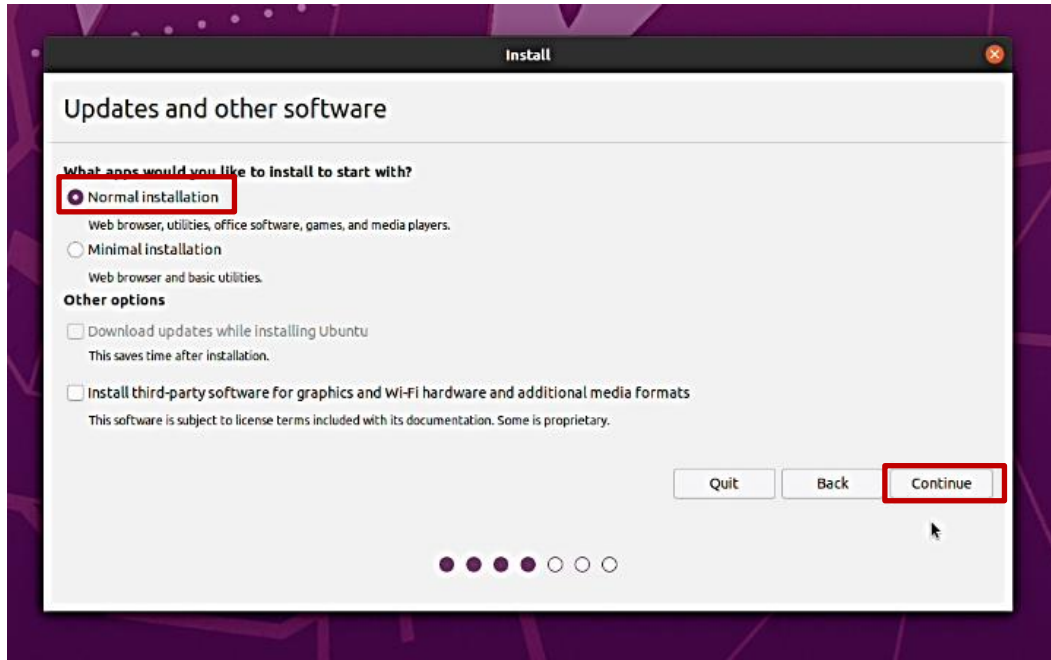 Install
Updates and other software
What apps would you like to install to start with?
Normal installation
Web browser, utilities, office software, games, and media players.
Minimal installation
Web browser and basic utilities.
Other options
Download updates while installing Ubuntu
This saves time after installation.
Install third-party software for graphics and Wi-Fi hardware and additional media formats
This software is subject to license terms included with its documentation. Some is proprietary.
Quit Back Continue